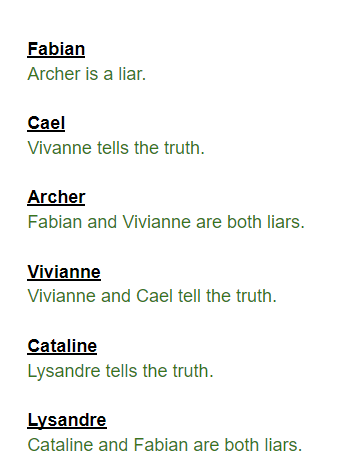 Fabian
Archer is a liar.
Cael
Vivanne tells the truth.
Archer
Fabian and Vivianne are both liars.
Vivianne
Vivianne and Cael tell the truth.
Cataline
Lysandre tells the truth.
Lysandre
Cataline and Fabian are both liars.